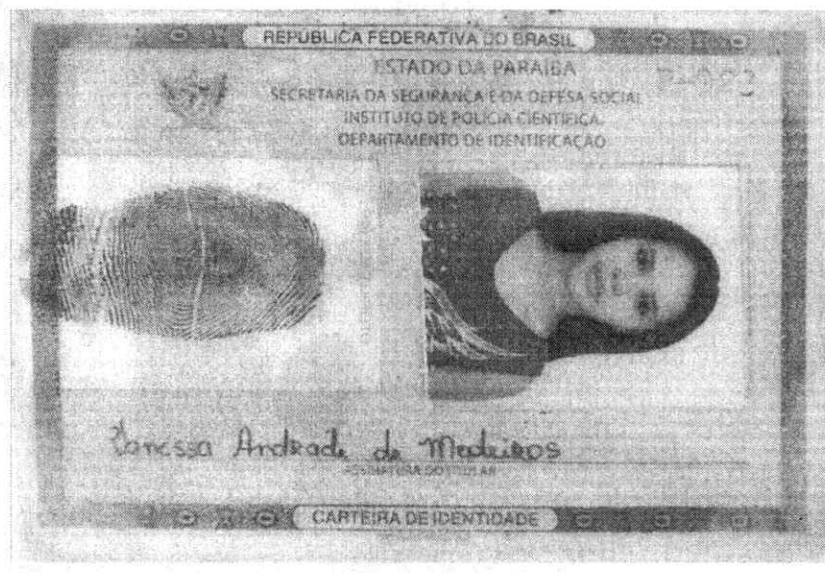 REPÚBLICA FEDERATIVA DO BRASIL
ESTADO DA PARAÍBA
SECRETARIA DA SEGURANÇA E DA DEFESA SOCIAL
INSTITUTO DE POLÍCIA CIENTÍFICA
DEPARTAMENTO DE IDENTIFICAÇÃO
Vanessa Andrade de Medeiros
ASSINATURA DO TITULAR
CARTEIRA DE IDENTIDADE